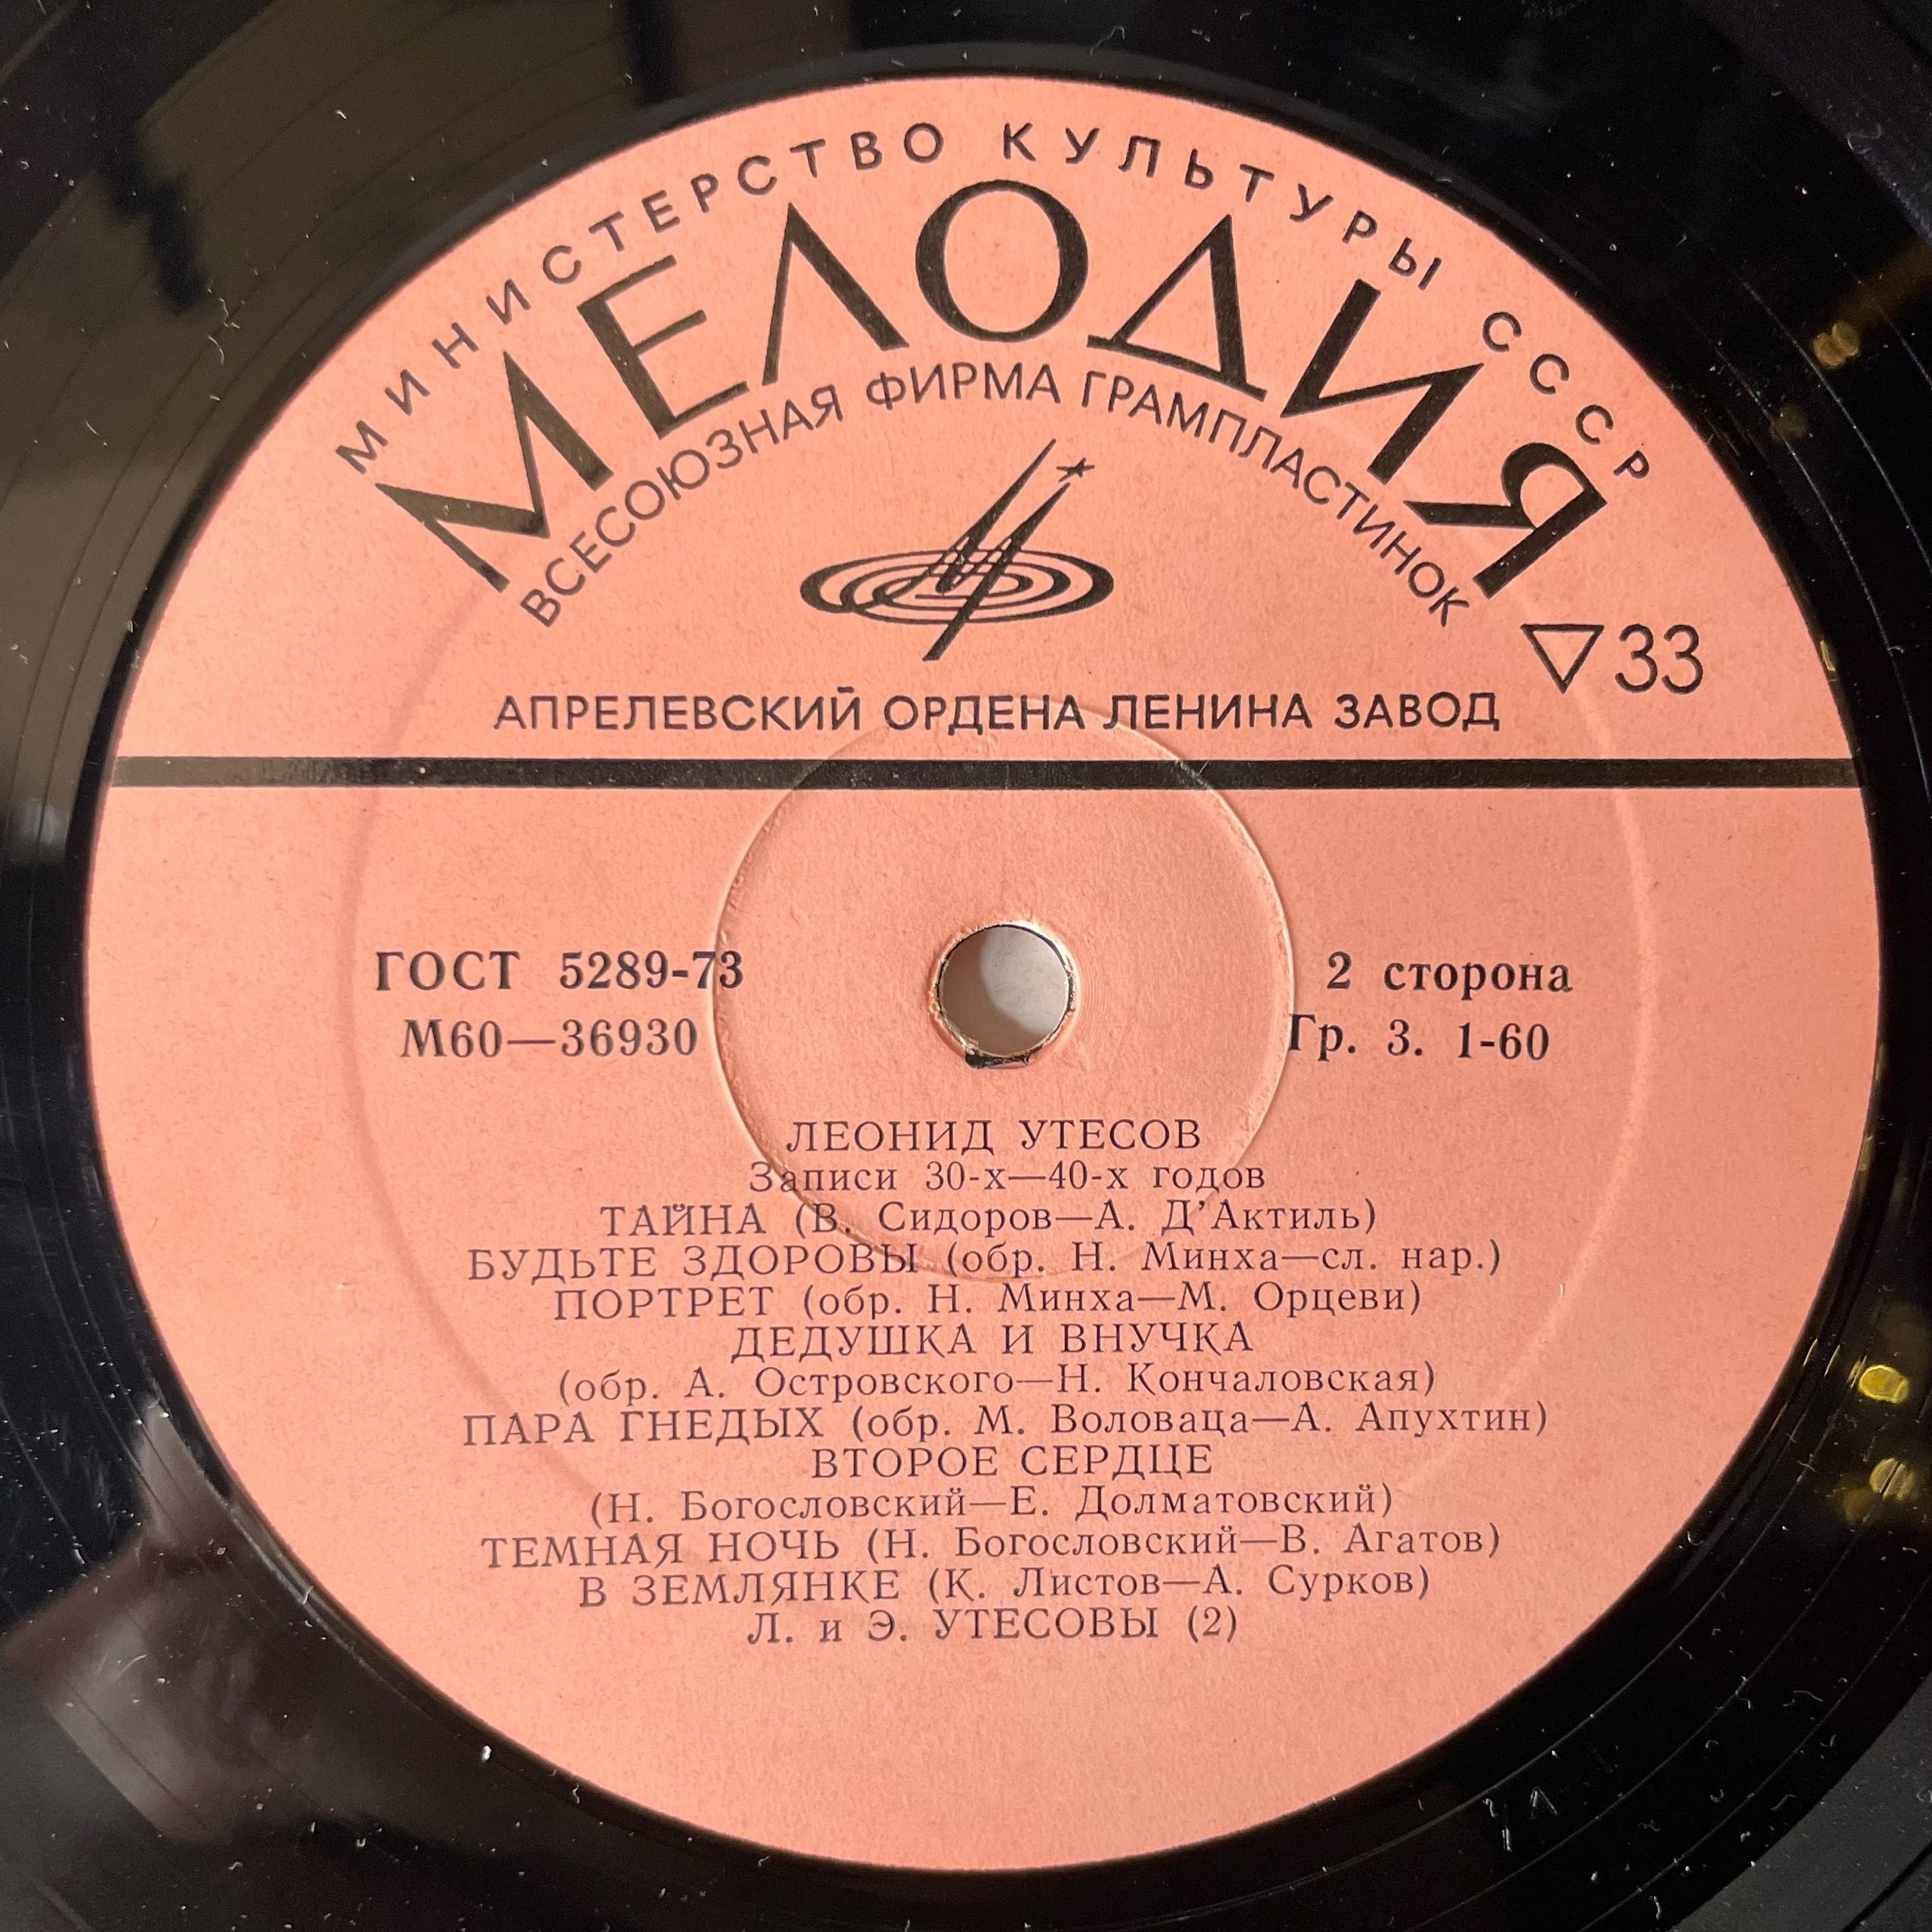 МИНИСТЕРСТВО КУЛЬТУРЫ СССР
МЕЛОДИЯ
ВСЕСОЮЗНАЯ ФИРМА ГРАМПЛАСТИНОК
33
АПРЕЛЕВСКИЙ ОРДЕНА ЛЕНИНА ЗАВОД
ГОСТ 5289-73
М60—36930
2 сторона
Гр. 3. 1-60
ЛЕОНИД УТЕСОВ
Записи 30-х—40-х годов
ТАЙНА (В. Сидоров—А. Д’Актиль)
БУДЬТЕ ЗДОРОВЫ (обр. Н. Минха—сл. нар.)
ПОРТРЕТ (обр. Н. Минха—М. Орцеви)
ДЕДУШКА И ВНУЧКА
(обр. А. Островского—Н. Кончаловская)
ПАРА ГНЕДЫХ (обр. М. Воловаца—А. Апухтин)
ВТОРОЕ СЕРДЦЕ
(Н. Богословский—Е. Долматовский)
ТЕМНАЯ НОЧЬ (Н. Богословский—В. Агатов)
В ЗЕМЛЯНКЕ (К. Листов—А. Сурков)
Л. и Э. УТЕСОВЫ (2)